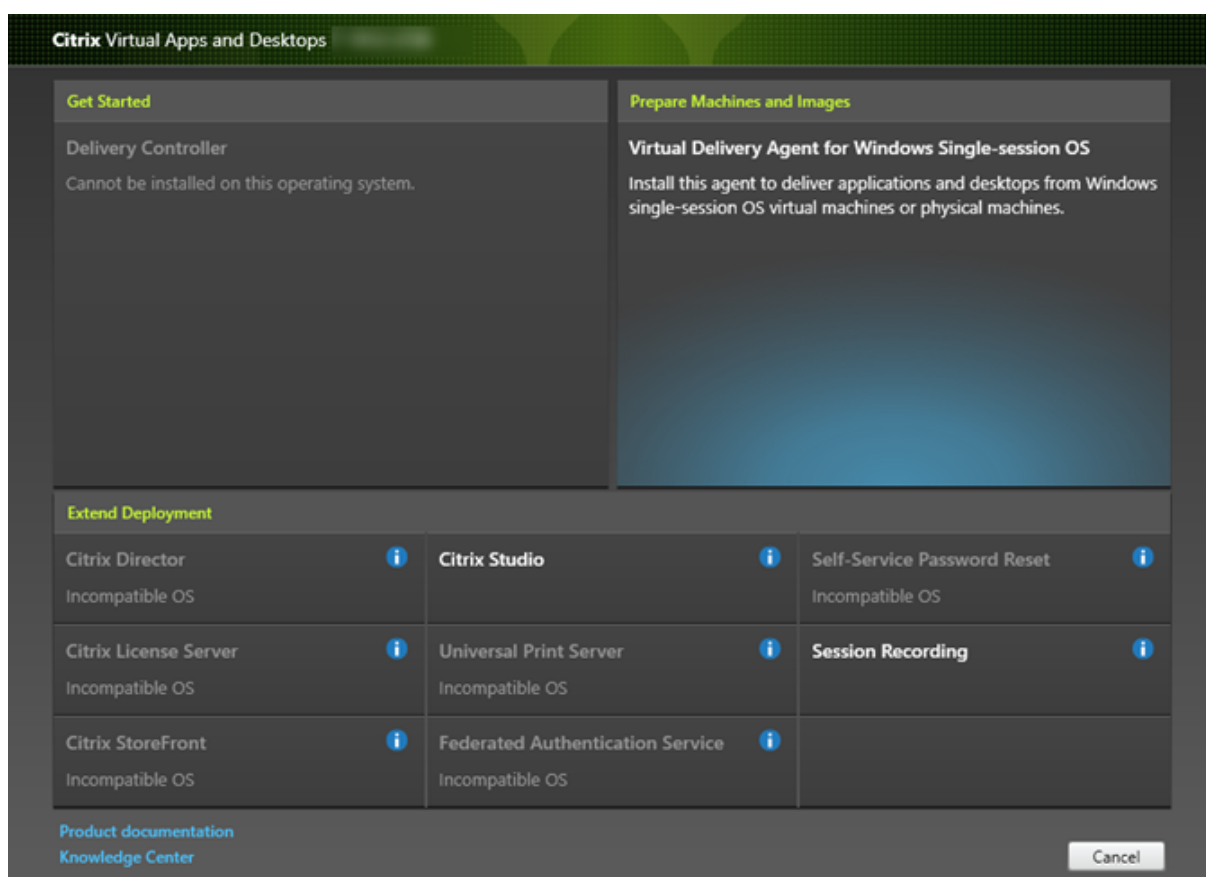 Citrix Virtual Apps and Desktops
Get Started
Delivery Controller
Cannot be installed on this operating system.
Prepare Machines and Images
Virtual Delivery Agent for Windows Single-session OS
Install this agent to deliver applications and desktops from Windows
single-session OS virtual machines or physical machines.
Extend Deployment
Citrix Director
Incompatible OS
Citrix Studio
Self-Service Password Reset
Incompatible OS
Citrix License Server
Incompatible OS
Universal Print Server
Incompatible OS
Session Recording
Citrix StoreFront
Incompatible OS
Federated Authentication Service
Incompatible OS
Product documentation
Knowledge Center
Cancel